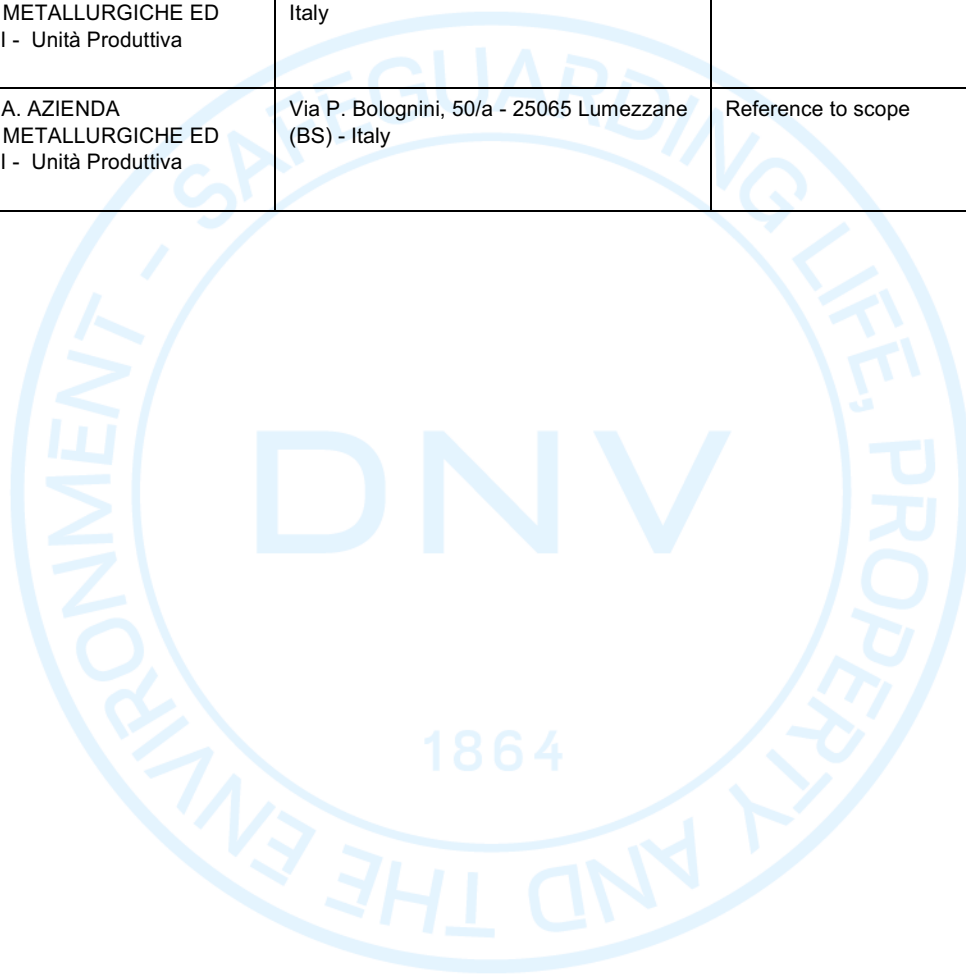 METALLURGICHE ED
I - Unità Produttiva
Italy
A. AZIENDA
METALLURGICHE ED
I - Unità Produttiva
Via P. Bolognini, 50/a - 25065 Lumezzane
(BS) - Italy
Reference to scope
SAFEGUARDING LIFE, PROPERTY AND THE ENVIRONMENT -
DNV
1864